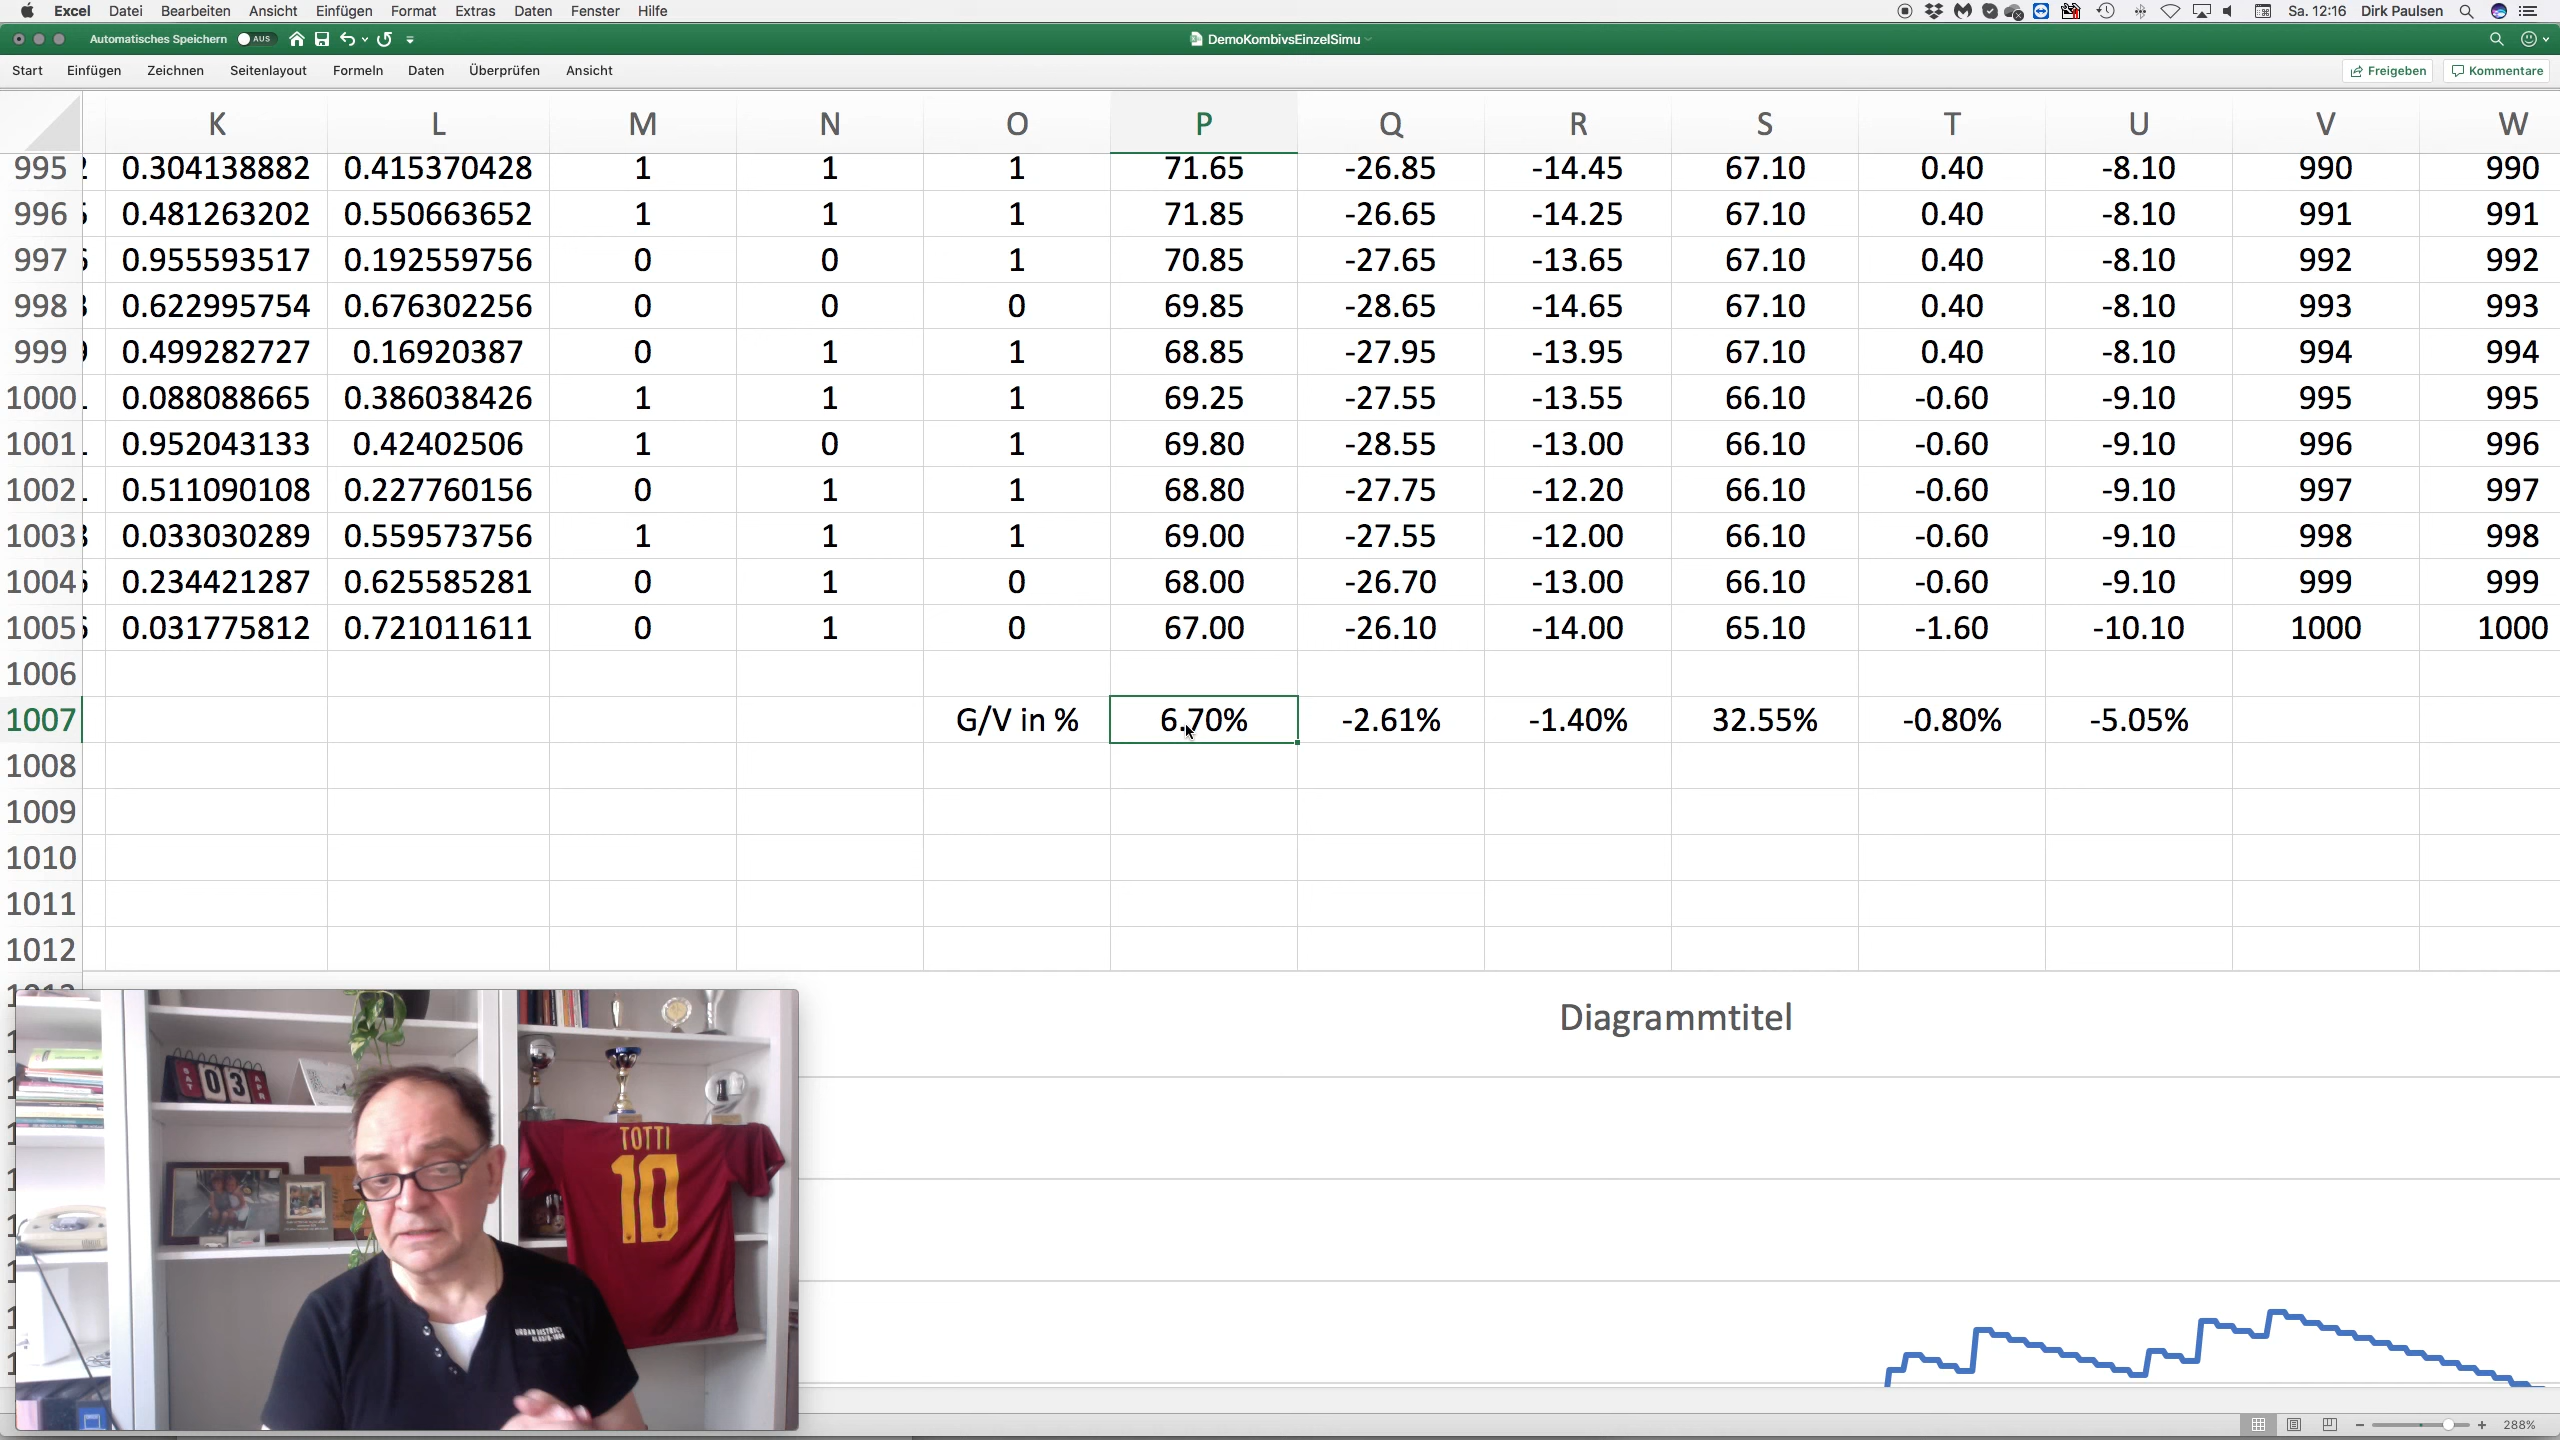 Excel Datei Bearbeiten Ansicht Einfügen Format Extras Daten Fenster Hilfe Sa. 12:16 Dirk Paulsen
Automatisches Speichern AUS DemoKombivsEinzelSimu
Start Einfügen Zeichnen Seitenlayout Formeln Daten Überprüfen Ansicht Freigeben Kommentare
K L M N O P Q R S T U V W
995 0.304138882 0.415370428 1 1 1 71.65 -26.85 -14.45 67.10 0.40 -8.10 990 990
996 0.481263202 0.550663652 1 1 1 71.85 -26.65 -14.25 67.10 0.40 -8.10 991 991
997 0.955593517 0.192559756 0 0 1 70.85 -27.65 -13.65 67.10 0.40 -8.10 992 992
998 0.622995754 0.676302256 0 0 0 69.85 -28.65 -14.65 67.10 0.40 -8.10 993 993
999 0.499282727 0.16920387 0 1 1 68.85 -27.95 -13.95 67.10 0.40 -8.10 994 994
1000 0.088088665 0.386038426 1 1 1 69.25 -27.55 -13.55 66.10 -0.60 -9.10 995 995
1001 0.952043133 0.42402506 1 0 1 69.80 -28.55 -13.00 66.10 -0.60 -9.10 996 996
1002 0.511090108 0.227760156 0 1 1 68.80 -27.75 -12.20 66.10 -0.60 -9.10 997 997
1003 0.033030289 0.559573756 1 1 1 69.00 -27.55 -12.00 66.10 -0.60 -9.10 998 998
1004 0.234421287 0.625585281 0 1 0 68.00 -26.70 -13.00 66.10 -0.60 -9.10 999 999
1005 0.031775812 0.721011611 0 1 0 67.00 -26.10 -14.00 65.10 -1.60 -10.10 1000 1000
1006
1007 G/V in % 6.70% -2.61% -1.40% 32.55% -0.80% -5.05%
1008
1009
1010
1011
1012
Diagrammtitel
SAT 03 APR
TOTTI
10
288%